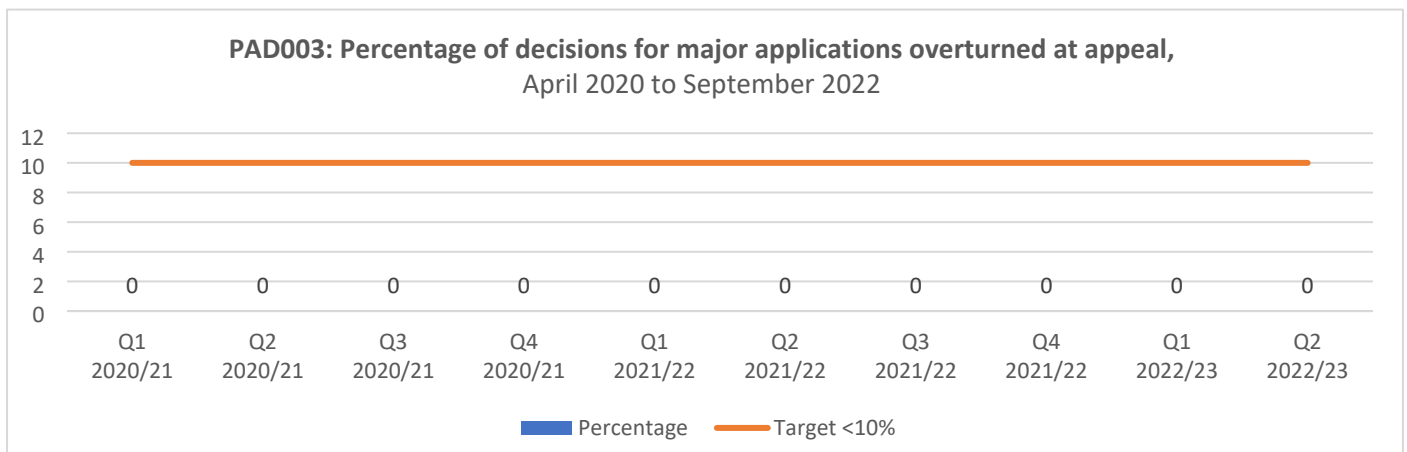 PAD003: Percentage of decisions for major applications overturned at appeal,
April 2020 to September 2022
12
10
8
6
4
2
0
0 0 0 0 0 0 0 0 0 0
Q1 Q2 Q3 Q4 Q1 Q2 Q3 Q4 Q1 Q2
2020/21 2020/21 2020/21 2020/21 2021/22 2021/22 2021/22 2021/22 2022/23 2022/23
Percentage Target <10%